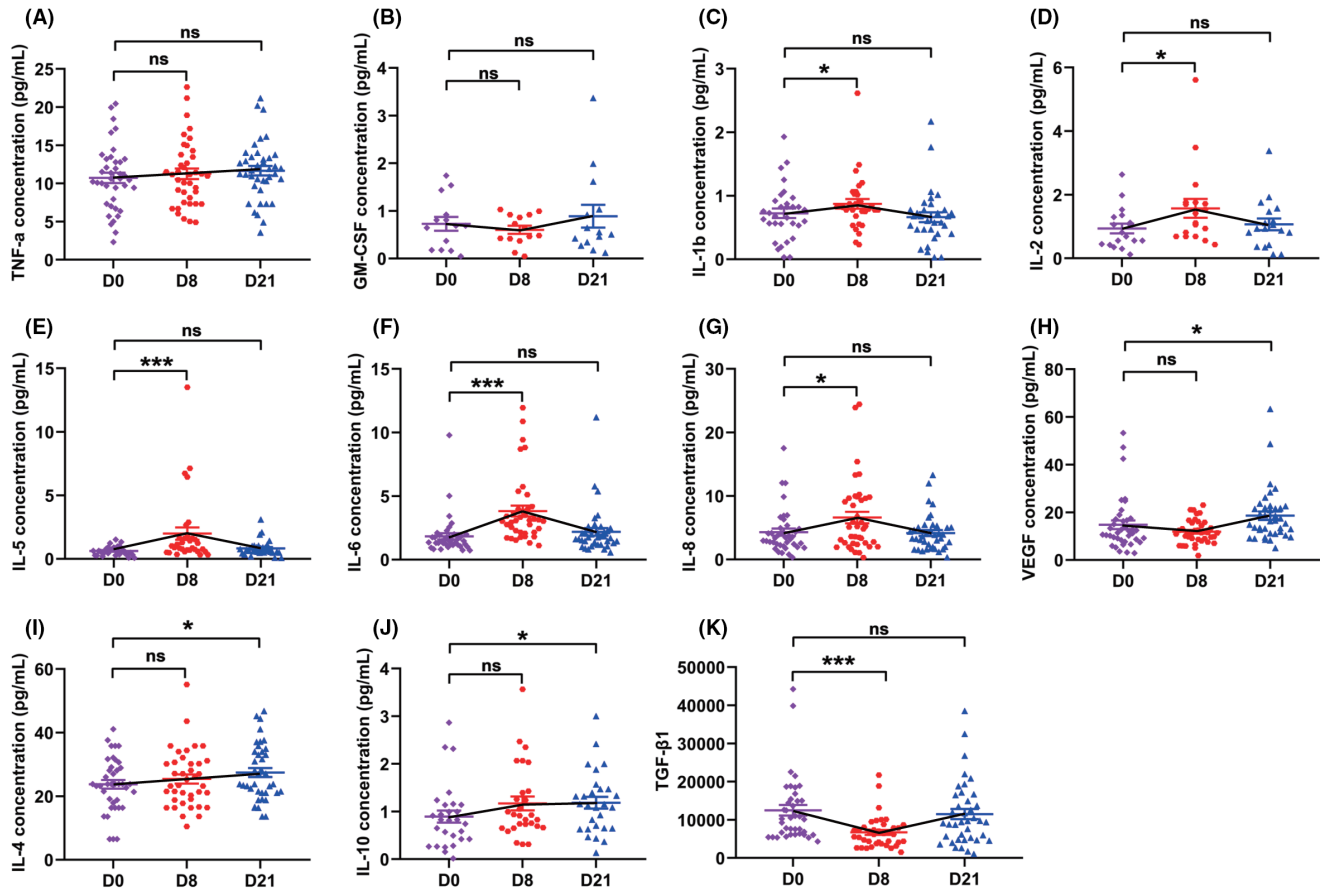 (A)
TNF-a concentration (pg/mL)
25
20
15
10
5
0
ns
ns
D0 D8 D21
(B)
GM-CSF concentration (pg/mL)
4
3
2
1
0
ns
ns
D0 D8 D21
(C)
IL-1b concentration (pg/mL)
3
2
1
0
ns
*
D0 D8 D21
(D)
IL-2 concentration (pg/mL)
6
4
2
0
ns
*
D0 D8 D21
(E)
IL-5 concentration (pg/mL)
15
10
5
0
ns
***
D0 D8 D21
(F)
IL-6 concentration (pg/mL)
15
10
5
0
ns
***
D0 D8 D21
(G)
IL-8 concentration (pg/mL)
30
20
10
0
ns
*
D0 D8 D21
(H)
VEGF concentration (pg/mL)
80
60
40
20
0
*
ns
D0 D8 D21
(I)
IL-4 concentration (pg/mL)
60
40
20
0
*
ns
D0 D8 D21
(J)
IL-10 concentration (pg/mL)
4
3
2
1
0
*
ns
D0 D8 D21
(K)
TGF-β1
50000
40000
30000
20000
10000
0
ns
***
D0 D8 D21